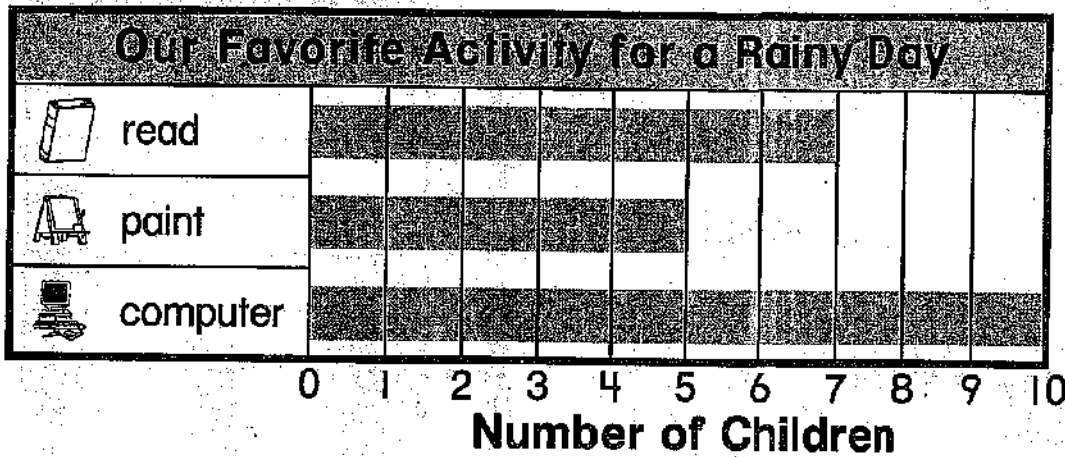 Our Favorite Activity for a Rainy Day
read
paint
computer
0 1 2 3 4 5 6 7 8 9 10
Number of Children